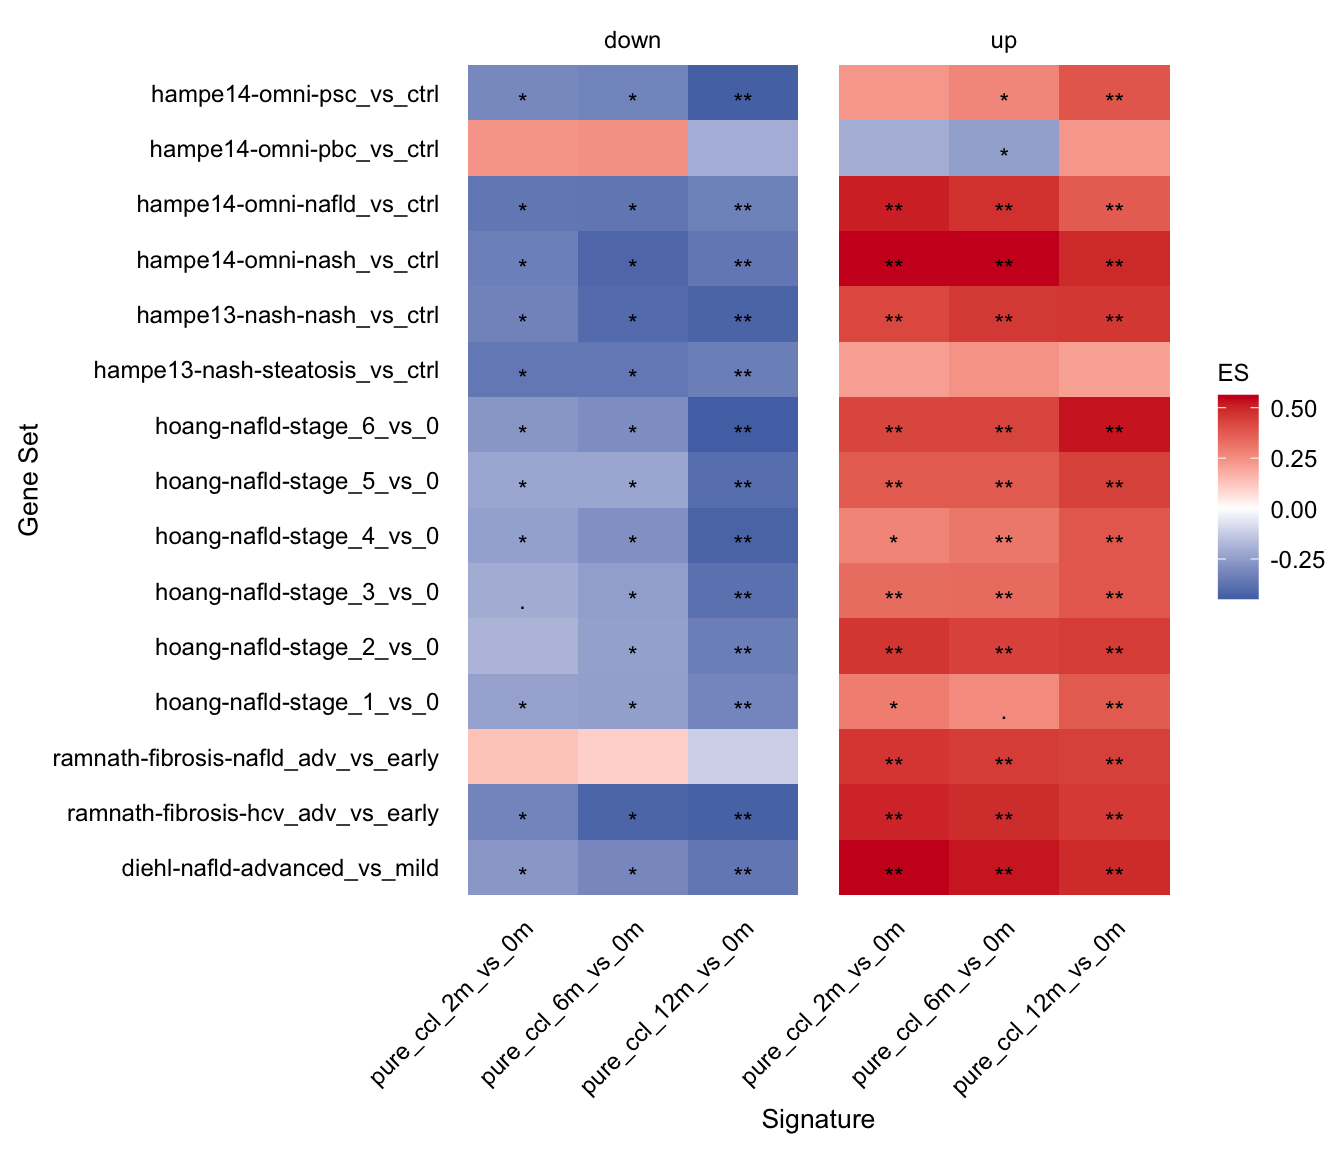 down up
hampe14-omni-psc_vs_ctrl * * ** * **
hampe14-omni-pbc_vs_ctrl *
hampe14-omni-nafld_vs_ctrl * * ** ** ** **
hampe14-omni-nash_vs_ctrl * * ** ** ** **
hampe13-nash-nash_vs_ctrl * * ** ** ** **
hampe13-nash-steatosis_vs_ctrl * * **
hoang-nafld-stage_6_vs_0 * * ** ** ** **
hoang-nafld-stage_5_vs_0 * * ** ** ** **
hoang-nafld-stage_4_vs_0 * * ** * ** **
hoang-nafld-stage_3_vs_0 . * ** ** ** **
hoang-nafld-stage_2_vs_0 * ** ** ** **
hoang-nafld-stage_1_vs_0 * * ** * . **
ramnath-fibrosis-nafld_adv_vs_early ** ** **
ramnath-fibrosis-hcv_adv_vs_early * * ** ** ** **
diehl-nafld-advanced_vs_mild * * ** ** ** **
Gene Set
pure_ccl_2m_vs_0m
pure_ccl_6m_vs_0m
pure_ccl_12m_vs_0m
pure_ccl_2m_vs_0m
pure_ccl_6m_vs_0m
pure_ccl_12m_vs_0m
Signature
ES
0.50
0.25
0.00
-0.25